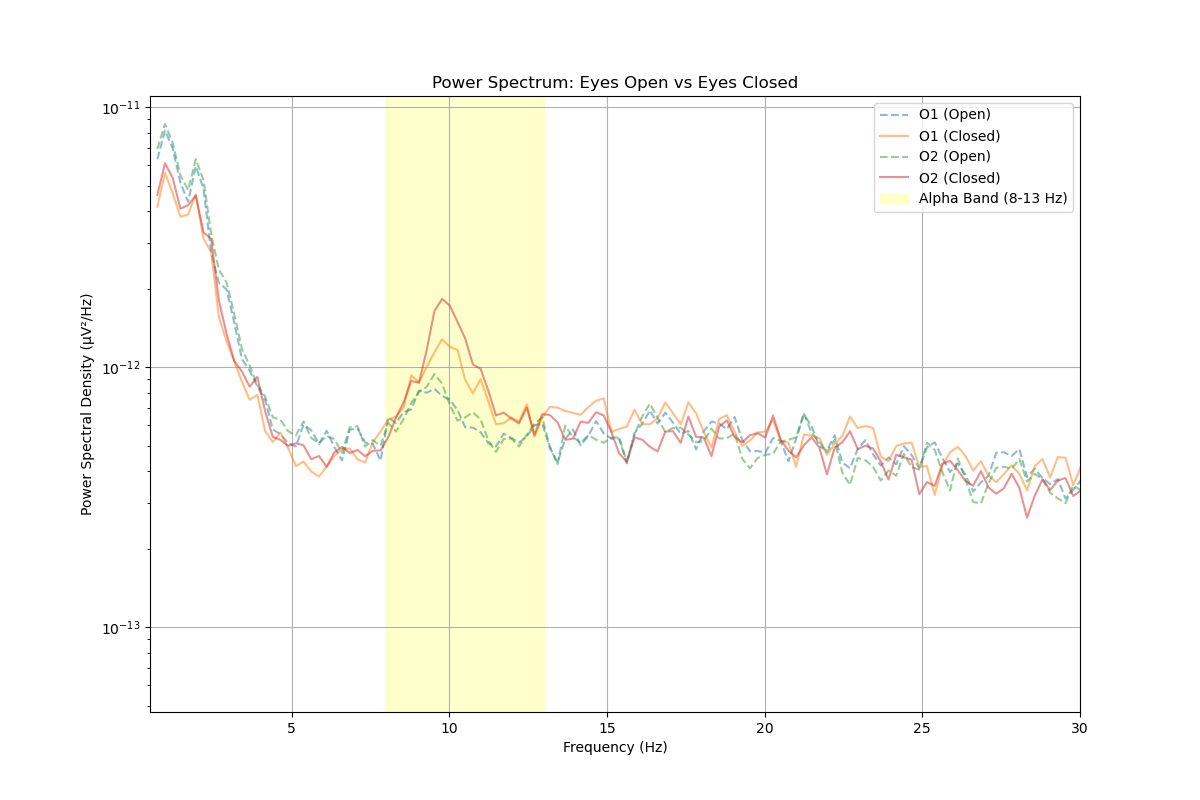 Power Spectrum: Eyes Open vs Eyes Closed
O1 (Open)
O1 (Closed)
O2 (Open)
O2 (Closed)
Alpha Band (8-13 Hz)
Power Spectral Density (µV²/Hz)
10⁻¹¹
10⁻¹²
10⁻¹³
5 10 15 20 25 30
Frequency (Hz)